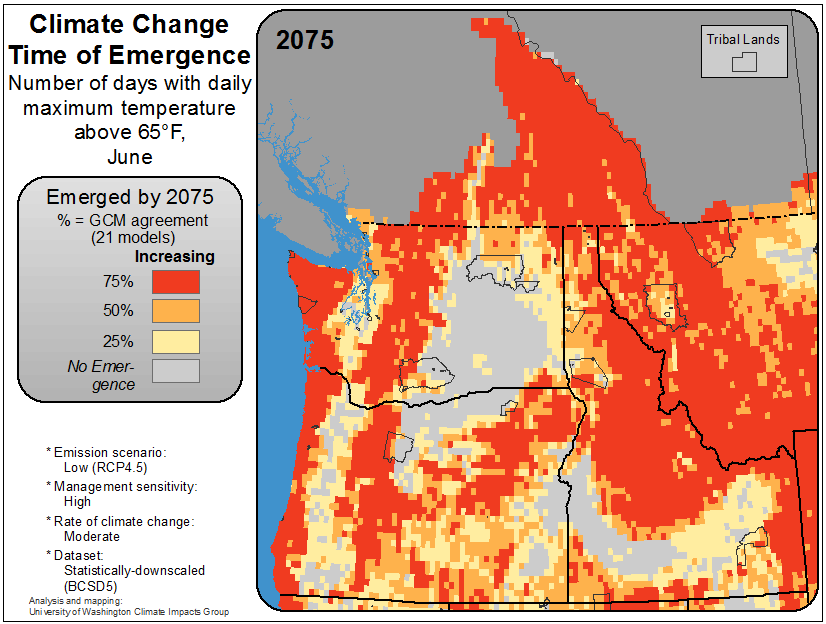 Climate Change
Time of Emergence
Number of days with daily
maximum temperature
above 65°F,
June
2075
Tribal Lands
Emerged by 2075
% = GCM agreement
(21 models)
Increasing
75%
50%
25%
No Emer-
gence
* Emission scenario:
Low (RCP4.5)
* Management sensitivity:
High
* Rate of climate change:
Moderate
* Dataset:
Statistically-downscaled
(BCSD5)
Analysis and mapping:
University of Washington Climate Impacts Group